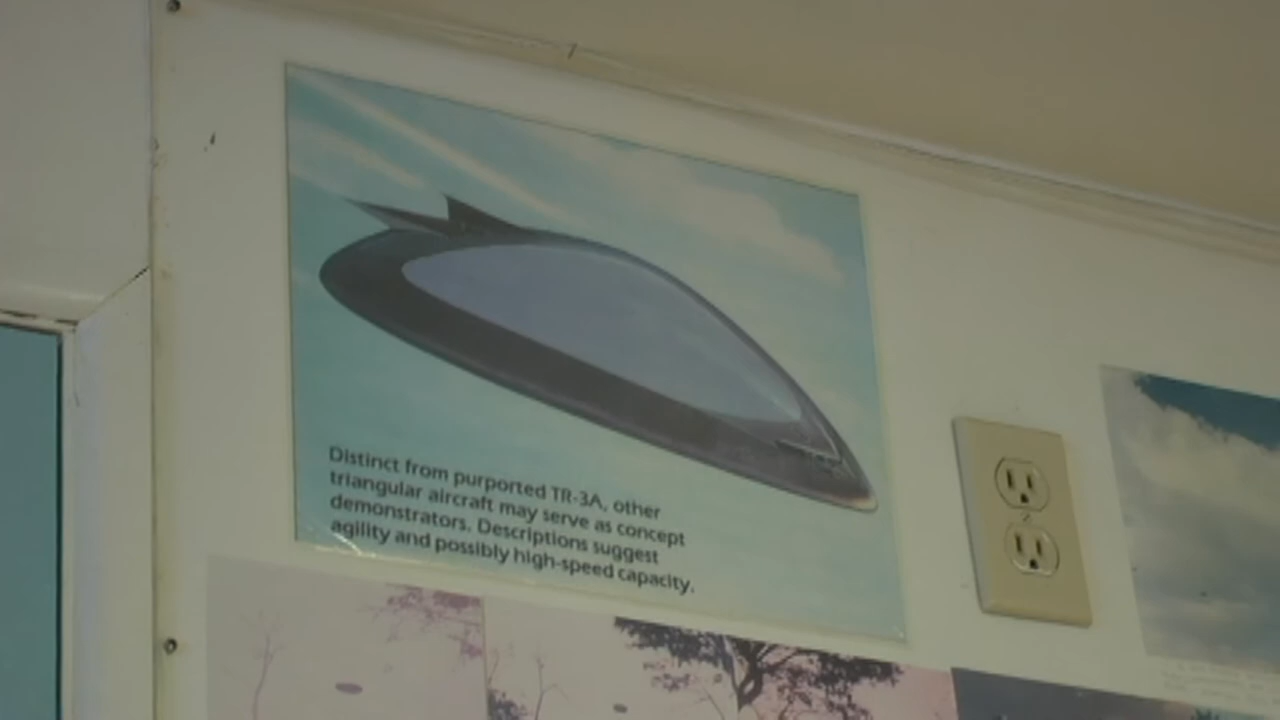 Distinct from purported TR-3A, other
triangular aircraft may serve as concept
demonstrators. Descriptions suggest
agility and possibly high-speed capacity.